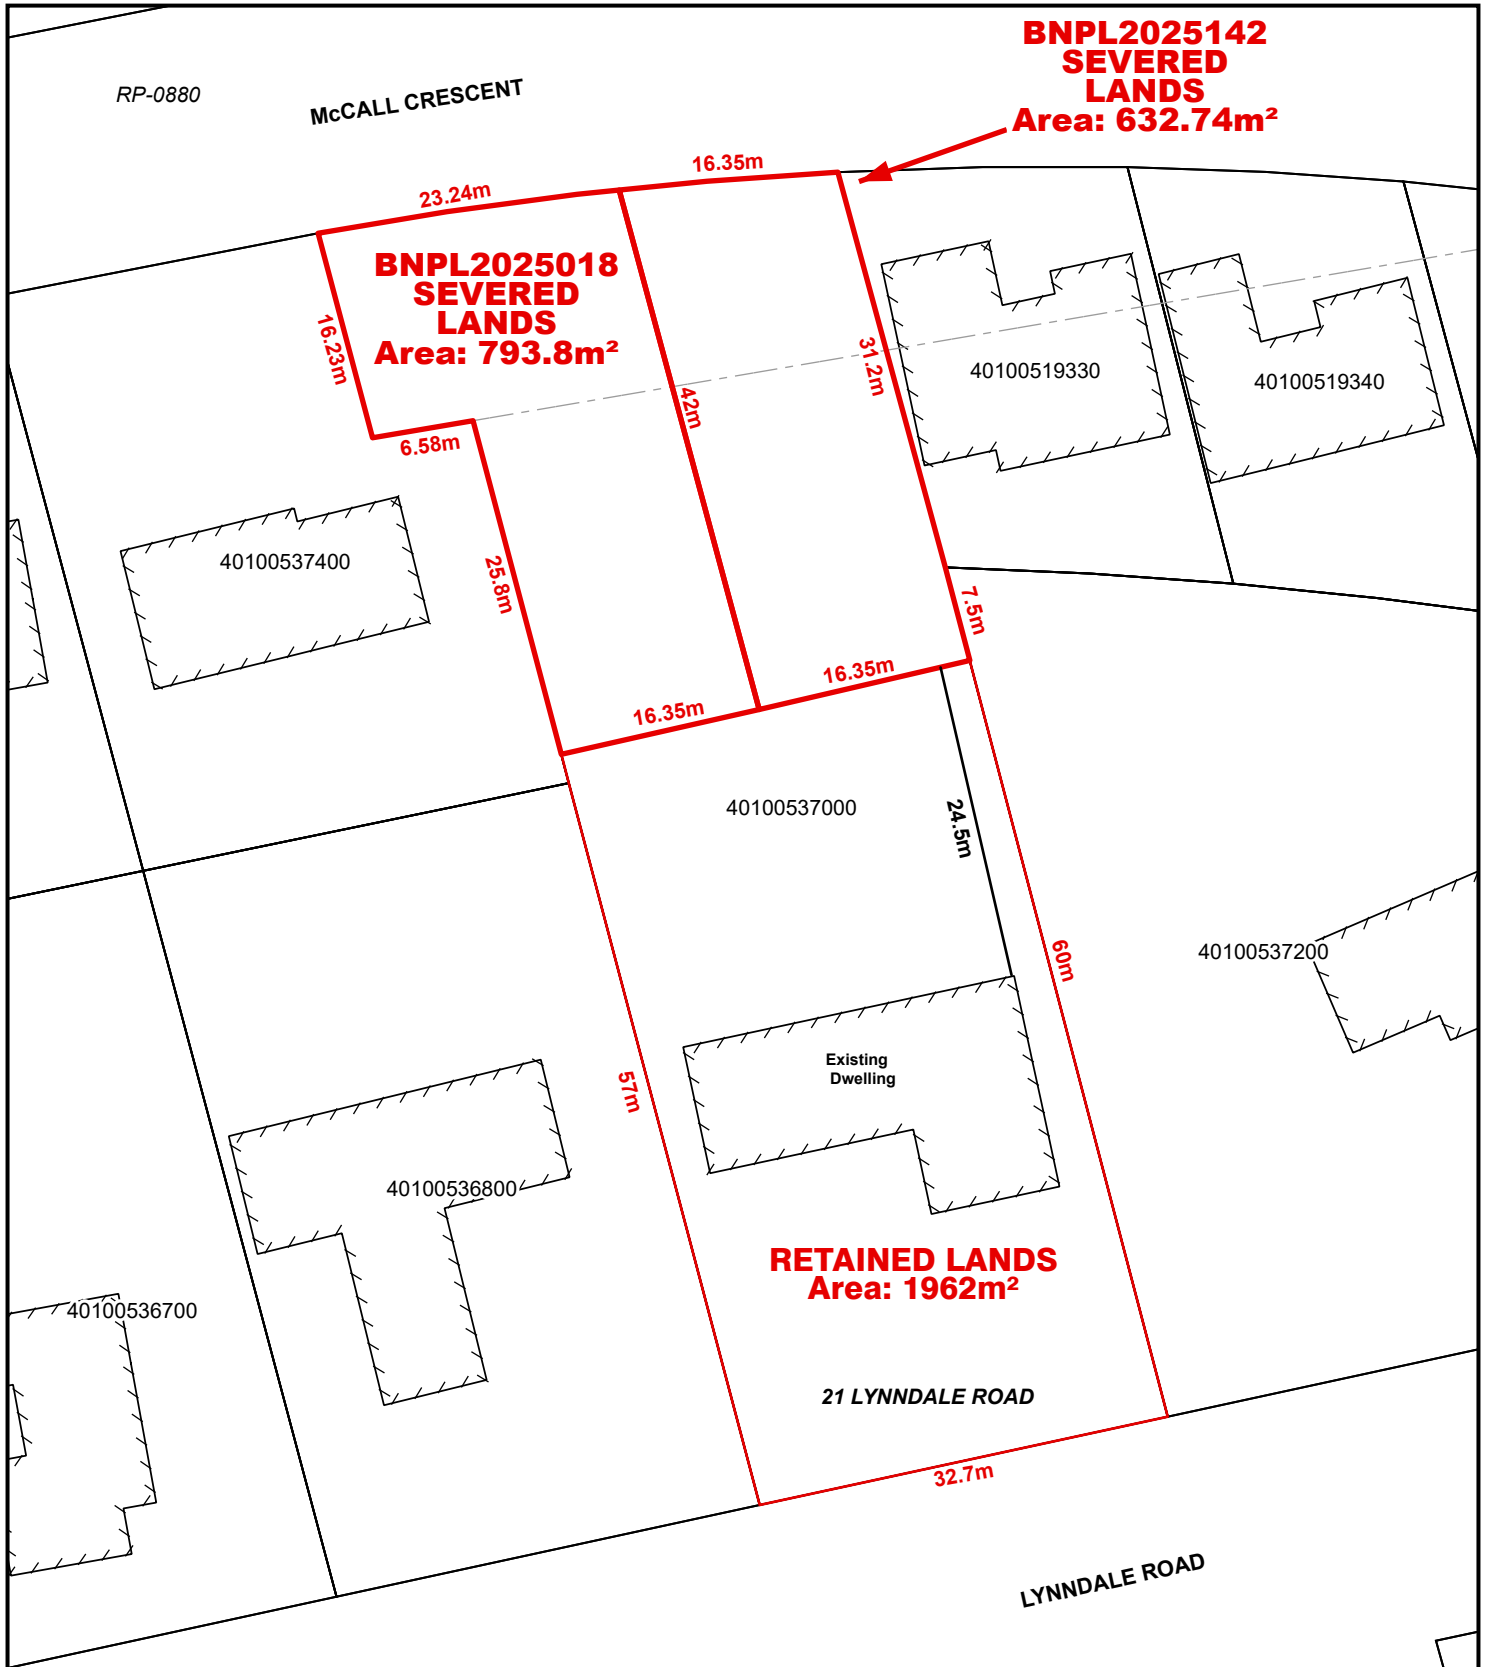 BNPL2025142
SEVERED
LANDS
Area: 632.74m²
RP-0880
McCALL CRESCENT
16.35m
23.24m
BNPL2025018
SEVERED
LANDS
Area: 793.8m²
16.23m
31.2m
40100519330
40100519340
42m
6.58m
40100537400
25.8m
7.5m
16.35m
16.35m
40100537000
24.5m
60m
40100537200
Existing
Dwelling
57m
40100536800
RETAINED LANDS
Area: 1962m²
40100536700
21 LYNNDALE ROAD
32.7m
LYNNDALE ROAD